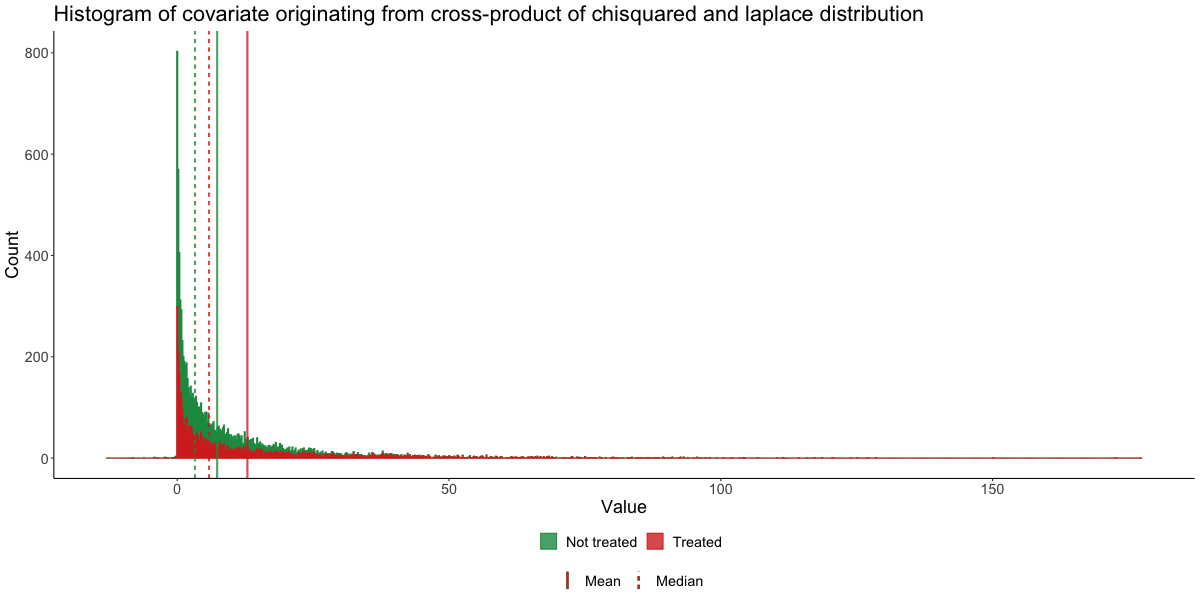 Histogram of covariate originating from cross-product of chisquared and laplace distribution
800
600
400
200
0
Count
0 50 100 150
Value
Not treated Treated
Mean Median